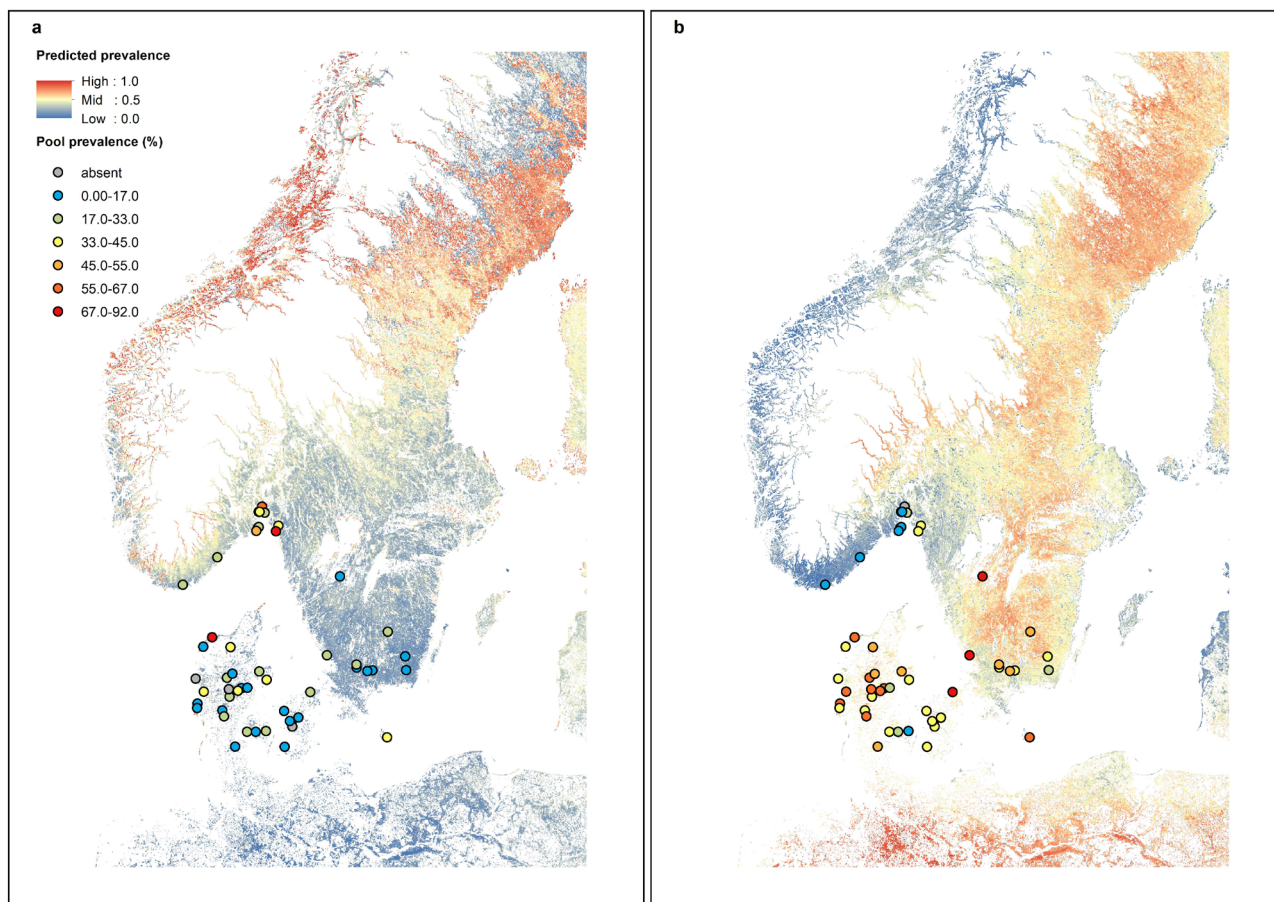 a
Predicted prevalence
High : 1.0
Mid : 0.5
Low : 0.0
Pool prevalence (%)
absent
0.00-17.0
17.0-33.0
33.0-45.0
45.0-55.0
55.0-67.0
67.0-92.0
b